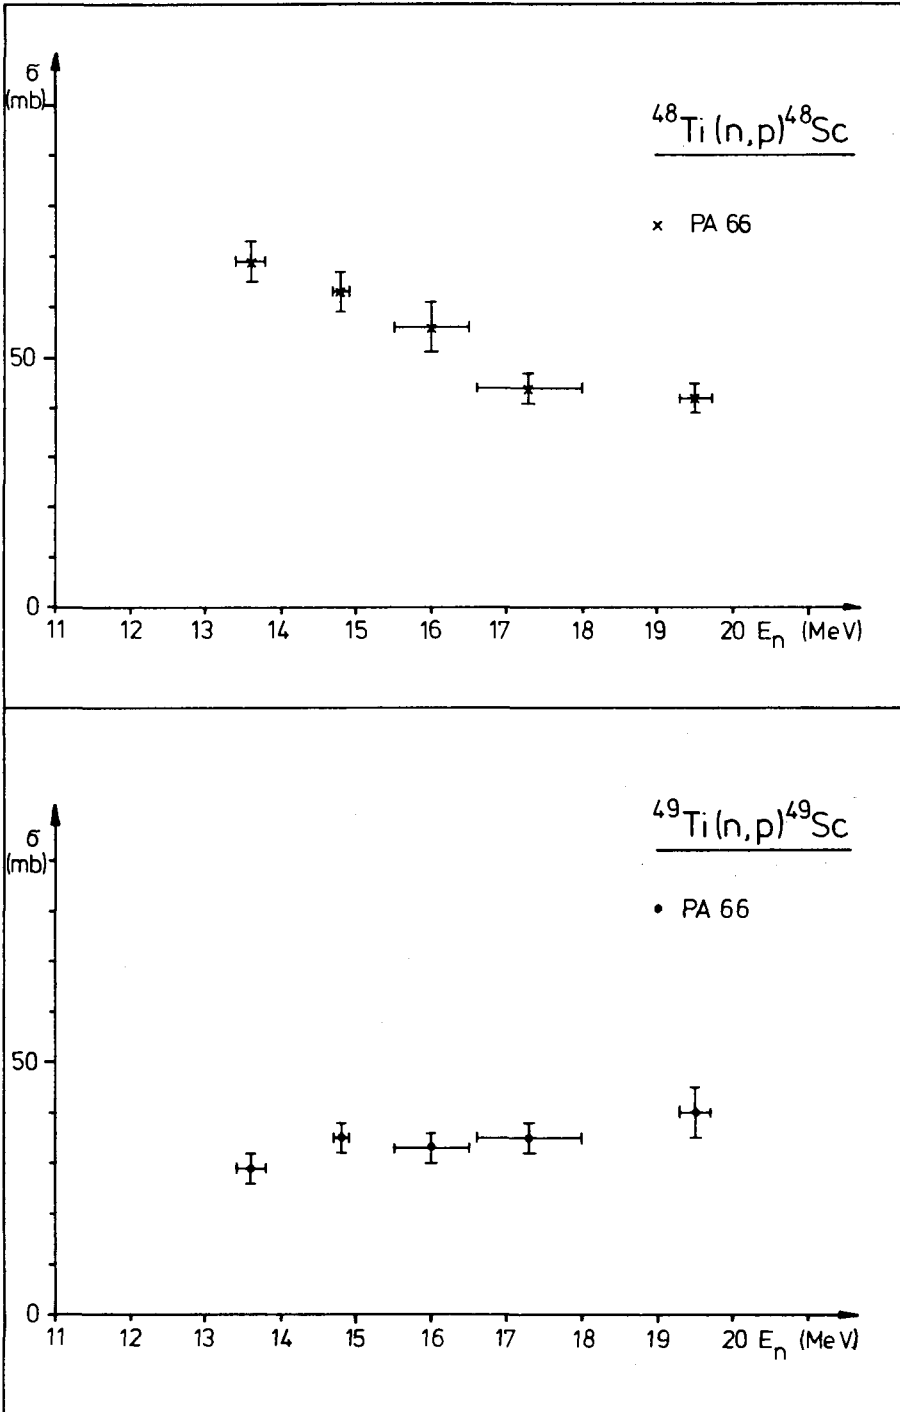 σ
(mb)
⁴⁸Ti(n,p)⁴⁸Sc
× PA 66
50
0
11 12 13 14 15 16 17 18 19 20 Eₙ (MeV)
σ
(mb)
⁴⁹Ti(n,p)⁴⁹Sc
• PA 66
50
0
11 12 13 14 15 16 17 18 19 20 Eₙ (MeV)